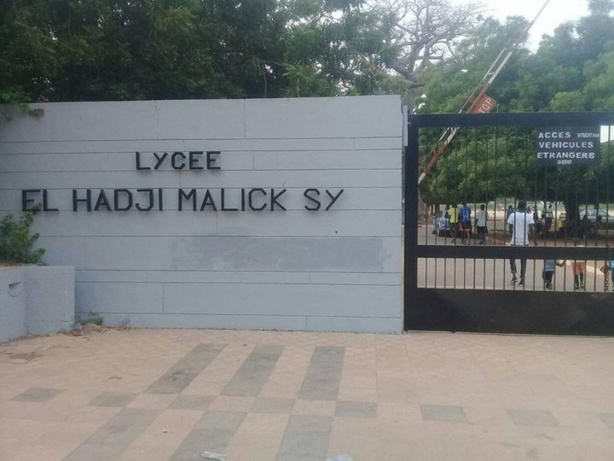 LYCEE
EL HADJI MALICK SY
STOP
ACCES
VEHICULES
ETRANGERS